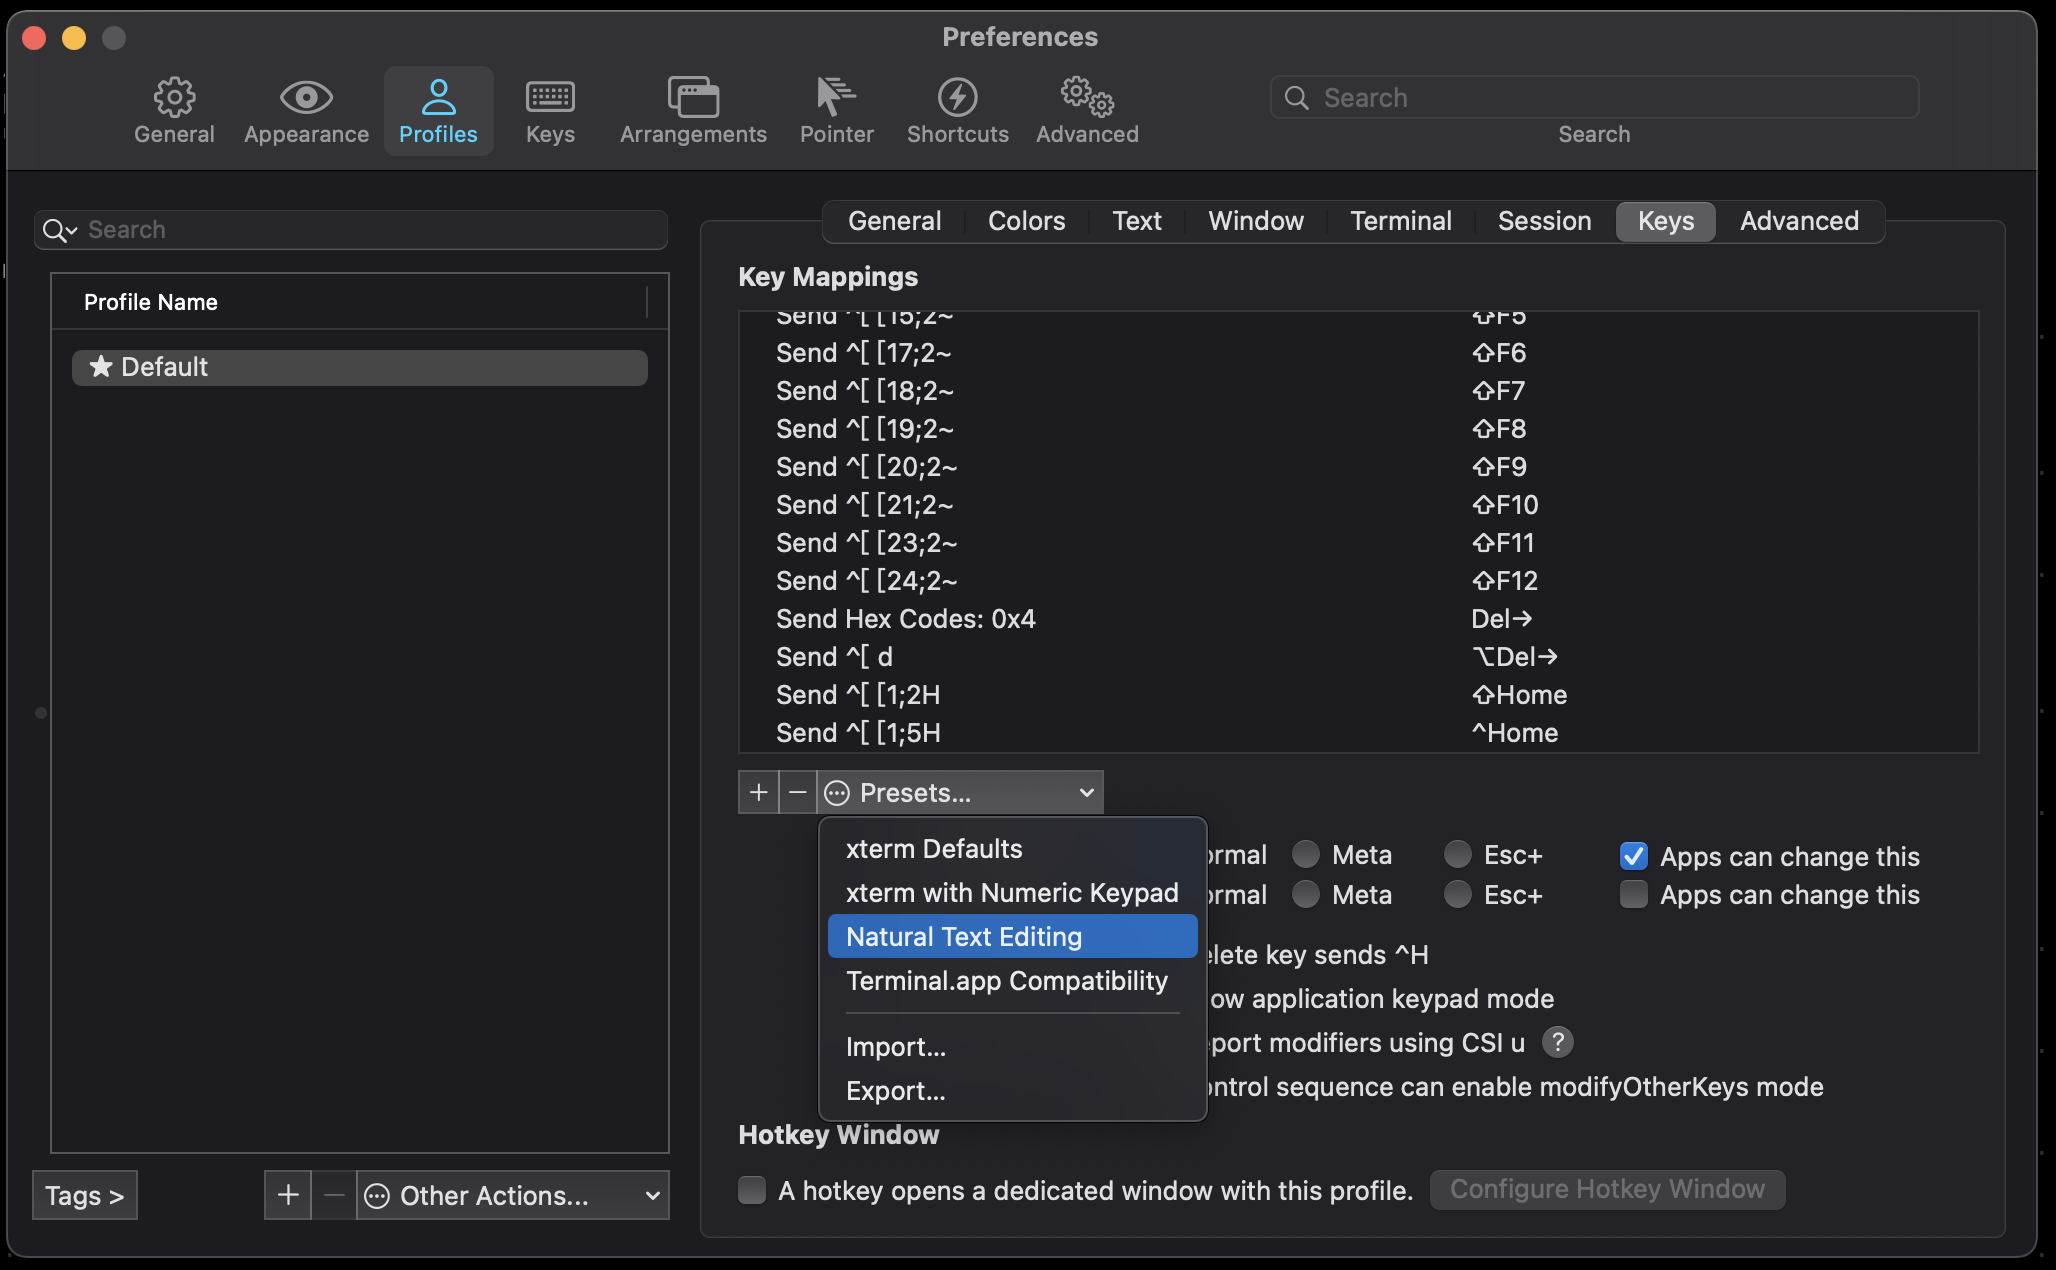 Preferences
General Appearance Profiles Keys Arrangements Pointer Shortcuts Advanced
Search
Search
Search
Profile Name
Default
Tags >
Other Actions...
General Colors Text Window Terminal Session Keys Advanced
Key Mappings
Send ^[ [15;2~ ⇧F5
Send ^[ [17;2~ ⇧F6
Send ^[ [18;2~ ⇧F7
Send ^[ [19;2~ ⇧F8
Send ^[ [20;2~ ⇧F9
Send ^[ [21;2~ ⇧F10
Send ^[ [23;2~ ⇧F11
Send ^[ [24;2~ ⇧F12
Send Hex Codes: 0x4 Del→
Send ^[ d ⌥Del→
Send ^[ [1;2H ⇧Home
Send ^[ [1;5H ^Home
+ − Presets...
xterm Defaults
xterm with Numeric Keypad
Natural Text Editing
Terminal.app Compatibility
Import...
Export...
ormal Meta Esc+ Apps can change this
ormal Meta Esc+ Apps can change this
elete key sends ^H
ow application keypad mode
port modifiers using CSI u ?
ontrol sequence can enable modifyOtherKeys mode
Hotkey Window
A hotkey opens a dedicated window with this profile. Configure Hotkey Window